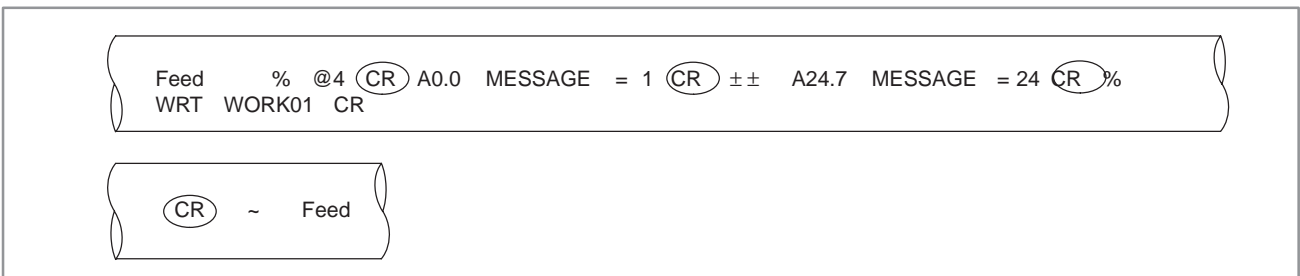 Feed % @4 CR A0.0 MESSAGE = 1 CR ±± A24.7 MESSAGE = 24 CR %
WRT WORK01 CR
CR ~ Feed